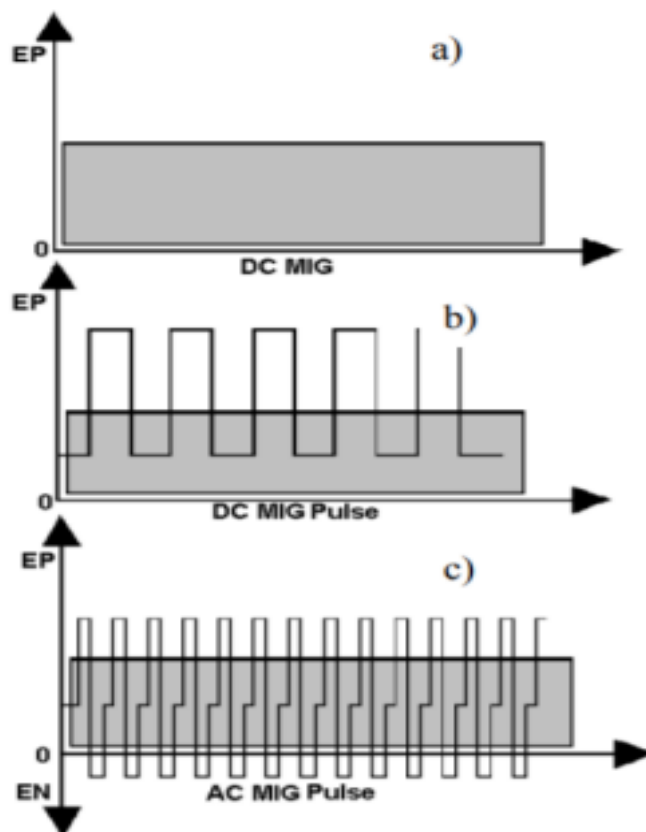 EP
a)
0
DC MIG
EP
b)
0
DC MIG Pulse
EP
c)
0
EN
AC MIG Pulse